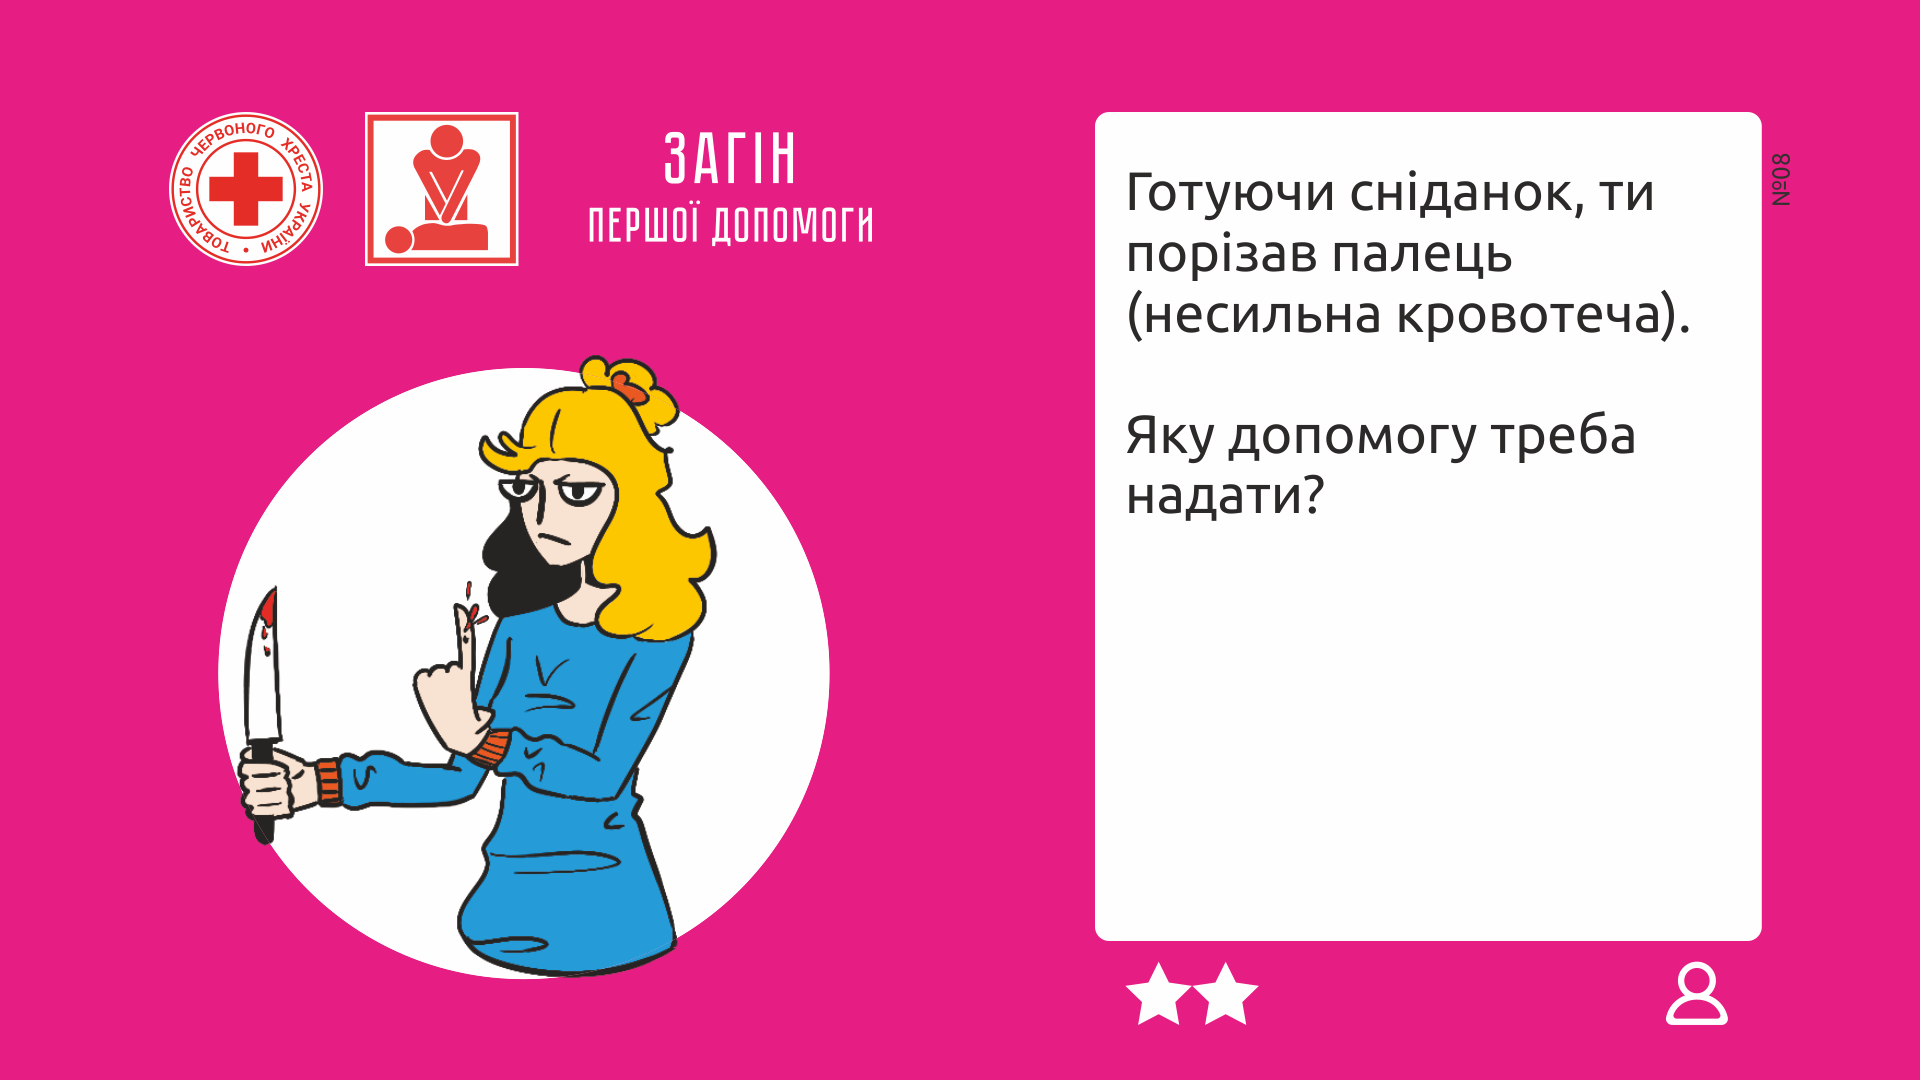 ТОВАРИСТВО ЧЕРВОНОГО ХРЕСТА УКРАЇНИ
ЗАГІН
ПЕРШОЇ ДОПОМОГИ
Готуючи сніданок, ти
порізав палець
(несильна кровотеча).
Яку допомогу треба
надати?
№08